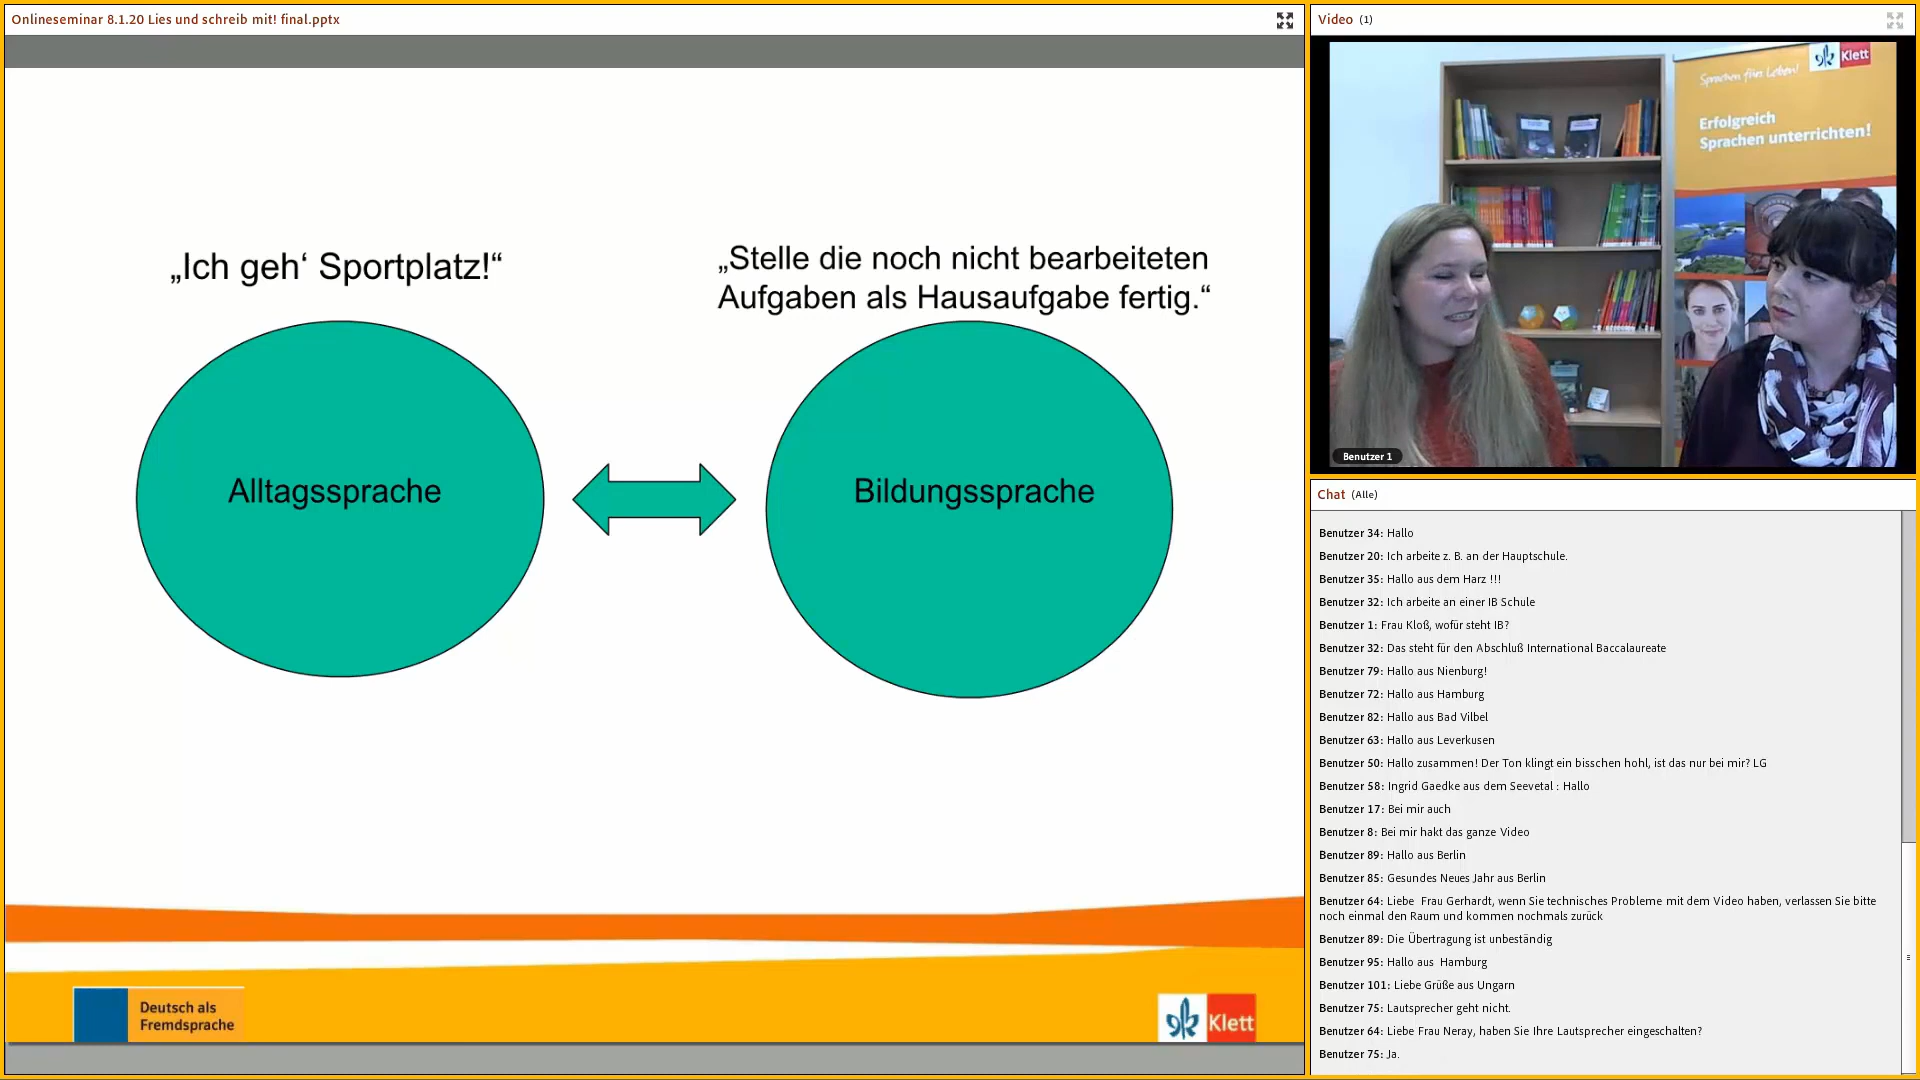 Onlineseminar 8.1.20 Lies und schreib mit! final.pptx
„Ich geh‘ Sportplatz!“
„Stelle die noch nicht bearbeiteten
Aufgaben als Hausaufgabe fertig.“
Alltagssprache
Bildungssprache
Deutsch als
Fremdsprache
Klett
Video (1)
Sprachen fürs Leben!
Klett
Erfolgreich
Sprachen unterrichten!
Benutzer 1
Chat (Alle)
Benutzer 34: Hallo
Benutzer 20: Ich arbeite z. B. an der Hauptschule.
Benutzer 35: Hallo aus dem Harz !!!
Benutzer 32: Ich arbeite an einer IB Schule
Benutzer 1: Frau Kloß, wofür steht IB?
Benutzer 32: Das steht für den Abschluß International Baccalaureate
Benutzer 79: Hallo aus Nienburg!
Benutzer 72: Hallo aus Hamburg
Benutzer 82: Hallo aus Bad Vilbel
Benutzer 63: Hallo aus Leverkusen
Benutzer 50: Hallo zusammen! Der Ton klingt ein bisschen hohl, ist das nur bei mir? LG
Benutzer 58: Ingrid Gaedke aus dem Seevetal : Hallo
Benutzer 17: Bei mir auch
Benutzer 8: Bei mir hakt das ganze Video
Benutzer 89: Hallo aus Berlin
Benutzer 85: Gesundes Neues Jahr aus Berlin
Benutzer 64: Liebe  Frau Gerhardt, wenn Sie technisches Probleme mit dem Video haben, verlassen Sie bitte
noch einmal den Raum und kommen nochmals zurück
Benutzer 89: Die Übertragung ist unbeständig
Benutzer 95: Hallo aus  Hamburg
Benutzer 101: Liebe Grüße aus Ungarn
Benutzer 75: Lautsprecher geht nicht.
Benutzer 64: Liebe Frau Neray, haben Sie Ihre Lautsprecher eingeschalten?
Benutzer 75: Ja.